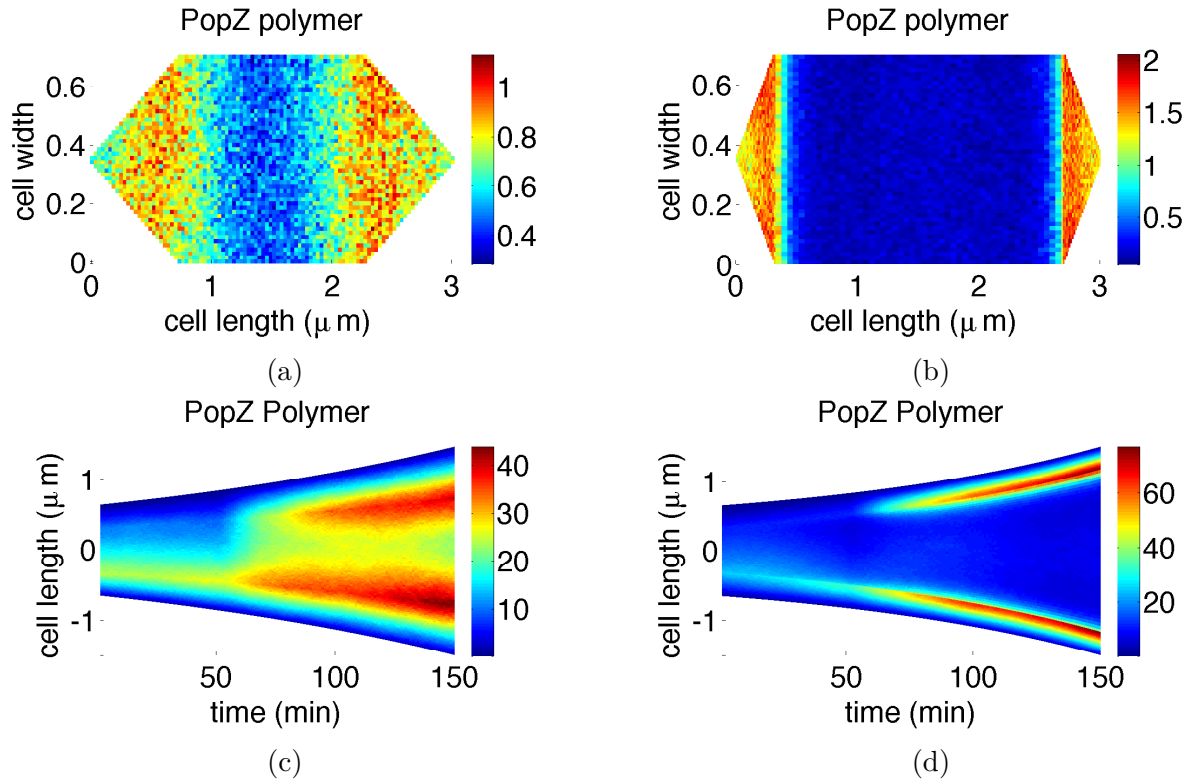 PopZ polymer
cell width
0.6
0.4
0.2
0
0 1 2 3
cell length (μ m)
1
0.8
0.6
0.4
(a)
PopZ polymer
cell width
0.6
0.4
0.2
0
0 1 2 3
cell length (μ m)
2
1.5
1
0.5
(b)
PopZ Polymer
cell length (μ m)
1
0
-1
50 100 150
time (min)
40
30
20
10
(c)
PopZ Polymer
cell length (μ m)
1
0
-1
50 100 150
time (min)
60
40
20
(d)